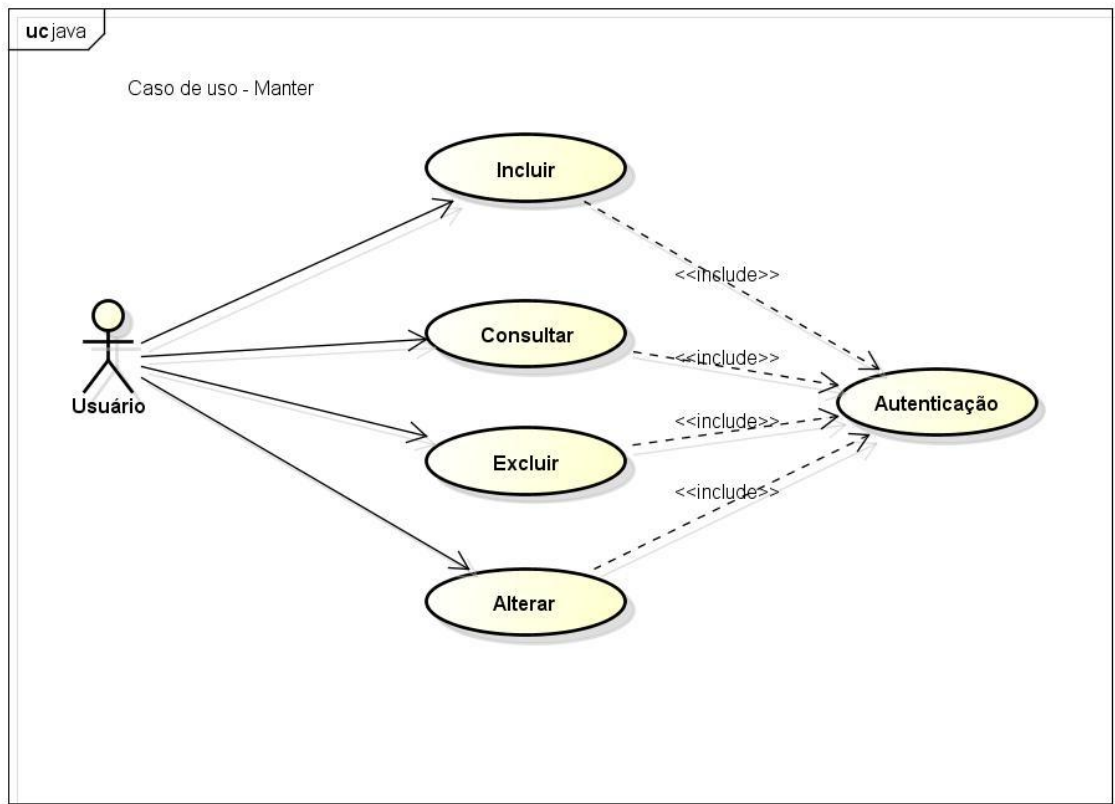 uc java
Caso de uso - Manter
Incluir
<<include>>
Consultar
<<include>>
Autenticação
Usuário
<<include>>
Excluir
<<include>>
Alterar